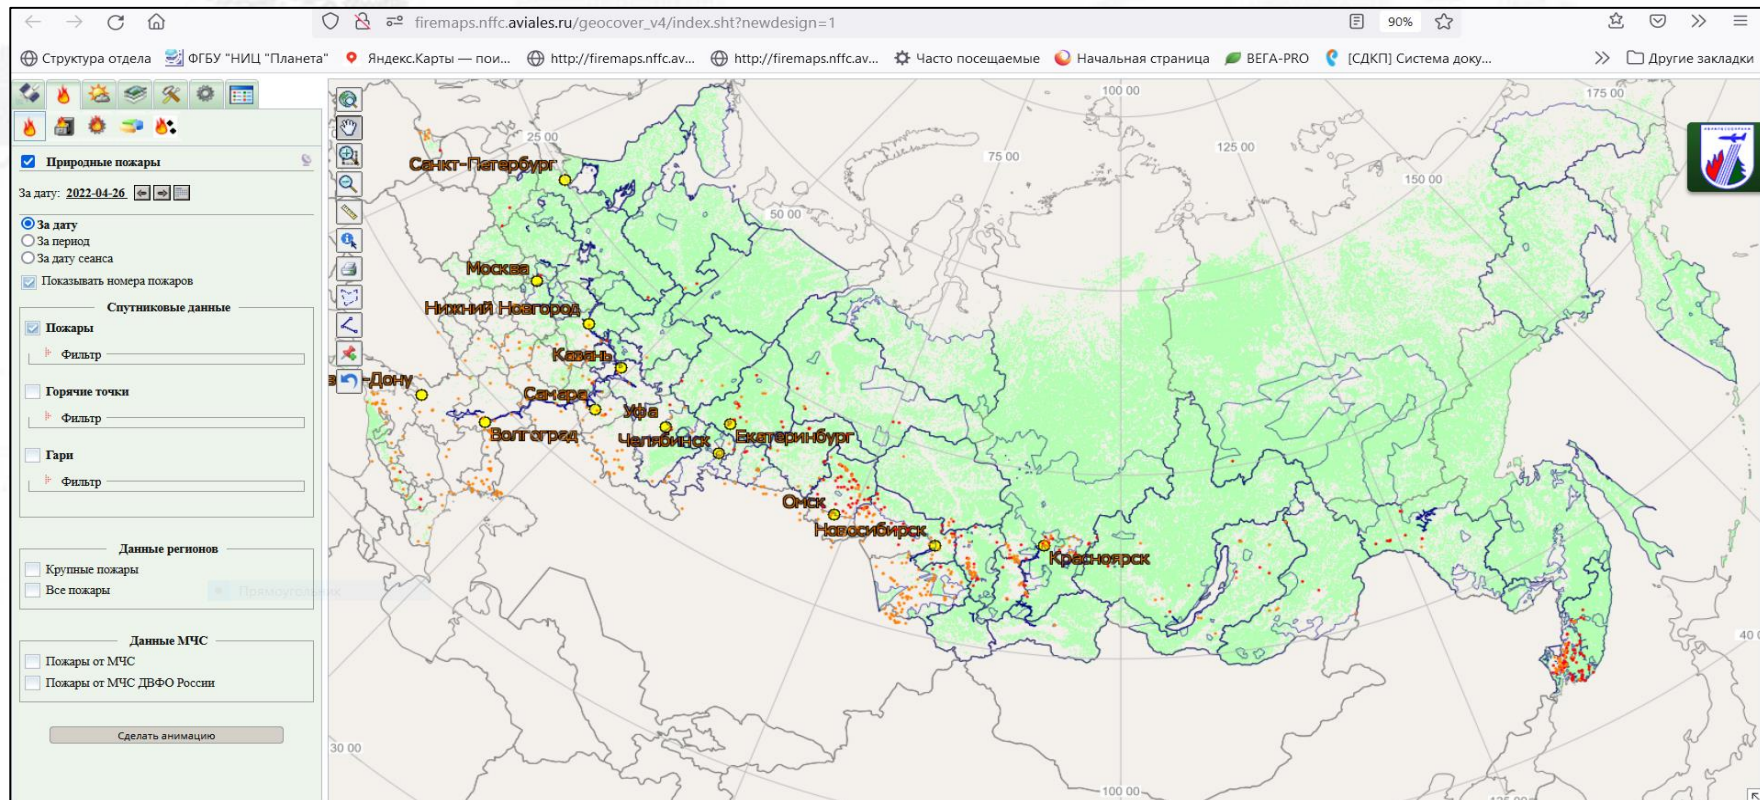 firemaps.nffc.aviales.ru/geocover_v4/index.sht?newdesign=1
90%
Структура отдела
ФГБУ "НИЦ "Планета"
Яндекс.Карты — пои...
http://firemaps.nffc.av...
http://firemaps.nffc.av...
Часто посещаемые
Начальная страница
ВЕГА-PRO
[СДКП] Система доку...
Другие закладки
Природные пожары
За дату: 2022-04-26
За дату
За период
За дату сеанса
Показывать номера пожаров
Спутниковые данные
Пожары
Фильтр
Горячие точки
Фильтр
Гари
Фильтр
Данные регионов
Крупные пожары
Все пожары
Прямоугольник
Данные МЧС
Пожары от МЧС
Пожары от МЧС ДВФО России
Сделать анимацию
100 00
175 00
25 00
125 00
75 00
150 00
50 00
Санкт-Петербург
Москва
Нижний Новгород
Казань
-Дону
Самара
Уфа
Волгоград
Челябинск
Екатеринбург
Омск
Новосибирск
Красноярск
40 0
30 00
100 00
125 00